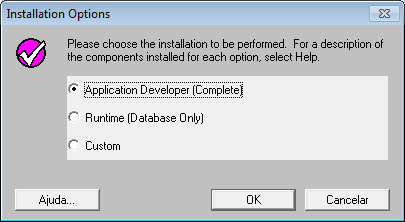 Installation Options
Please choose the installation to be performed.  For a description
of the components installed for each option, select Help.
Application Developer (Complete)
Runtime (Database Only)
Custom
Ajuda...
OK
Cancelar